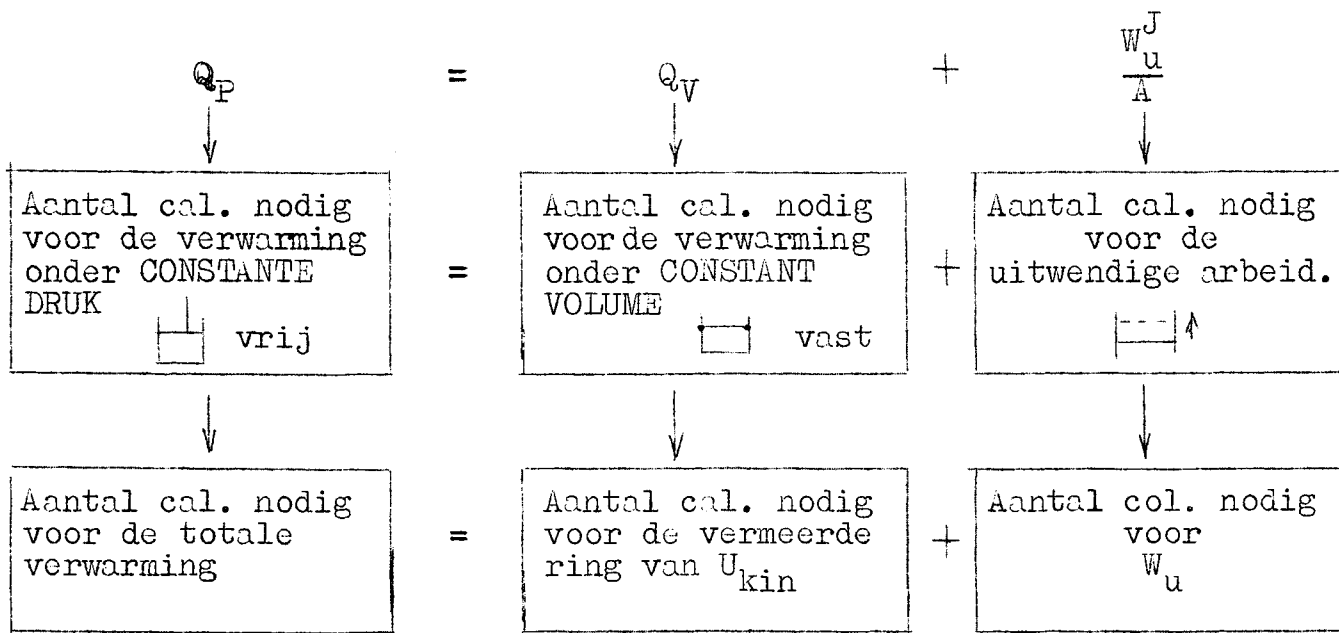 Q_P = Q_V + W_u^J / A
Aantal cal. nodig
voor de verwarming
onder CONSTANTE
DRUK
vrij
=
Aantal cal. nodig
voor de verwarming
onder CONSTANT
VOLUME
vast
+
Aantal cal. nodig
voor de
uitwendige arbeid.
Aantal cal. nodig
voor de totale
verwarming
=
Aantal cal. nodig
voor de vermeerde
ring van U_kin
+
Aantal col. nodig
voor
W_u